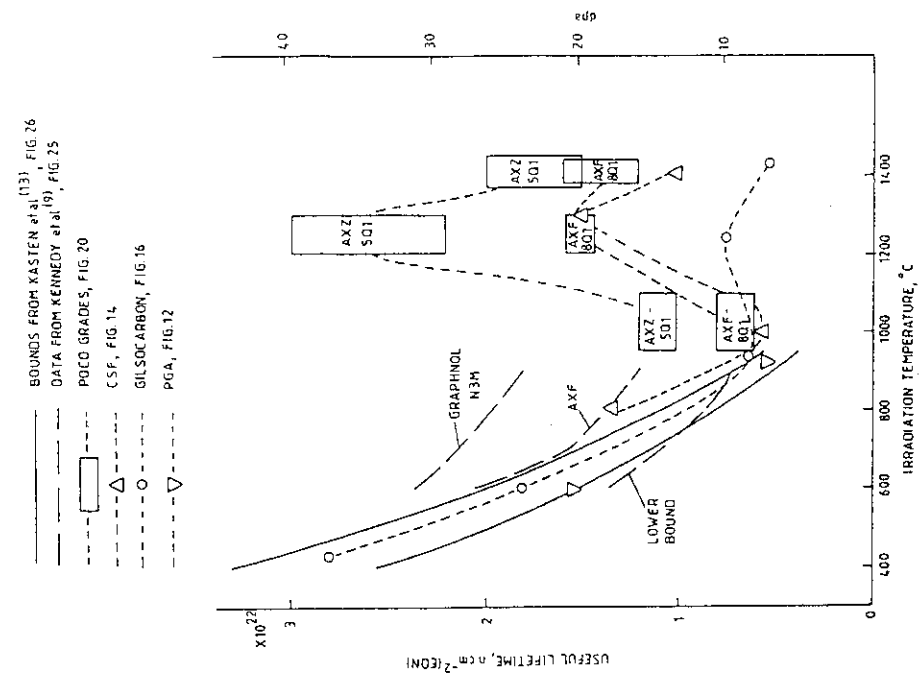 BOUNDS FROM KASTEN et al (13), FIG. 26
DATA FROM KENNEDY et al (9), FIG. 25
POCO GRADES, FIG. 20
CSF, FIG. 14
GILSOCARBON, FIG. 16
PGA, FIG. 12
dpa
40
30
20
10
X10²²
3
2
1
0
USEFUL LIFETIME, n cm⁻² (EDN)
400
600
800
1000
1200
1400
IRRADIATION TEMPERATURE, °C
GRAPHNOL
N3M
AXF
LOWER
BOUND
AXZ-
5Q1
AXF-
8Q1
AXZ
5Q1
AXF
8Q1
AXZ
5Q1
AXF
8Q1